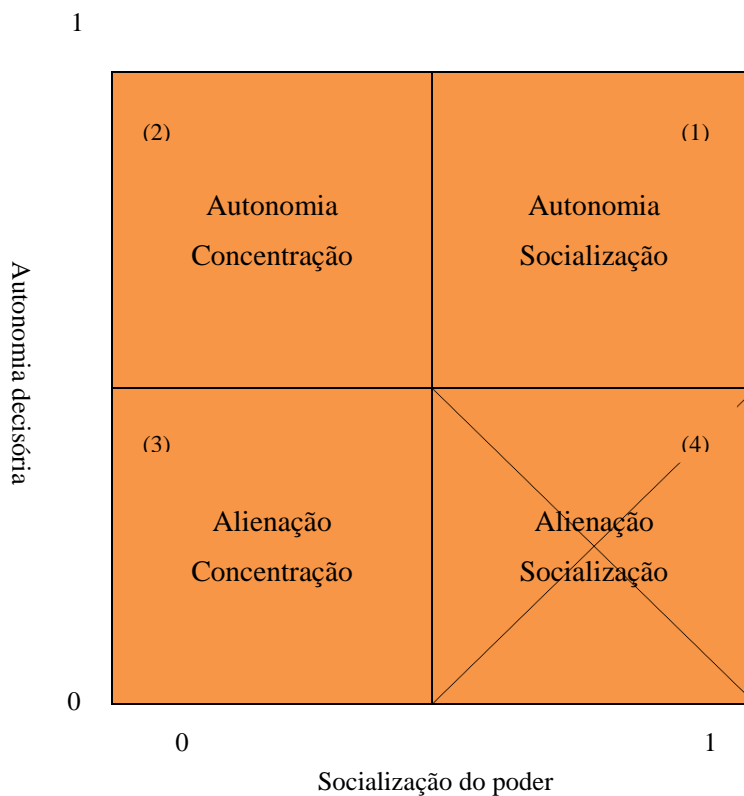 1
(2)
(1)
Autonomia
Concentração
Autonomia
Socialização
Autonomia decisória
(3)
(4)
Alienação
Concentração
Alienação
Socialização
0
0
1
Socialização do poder